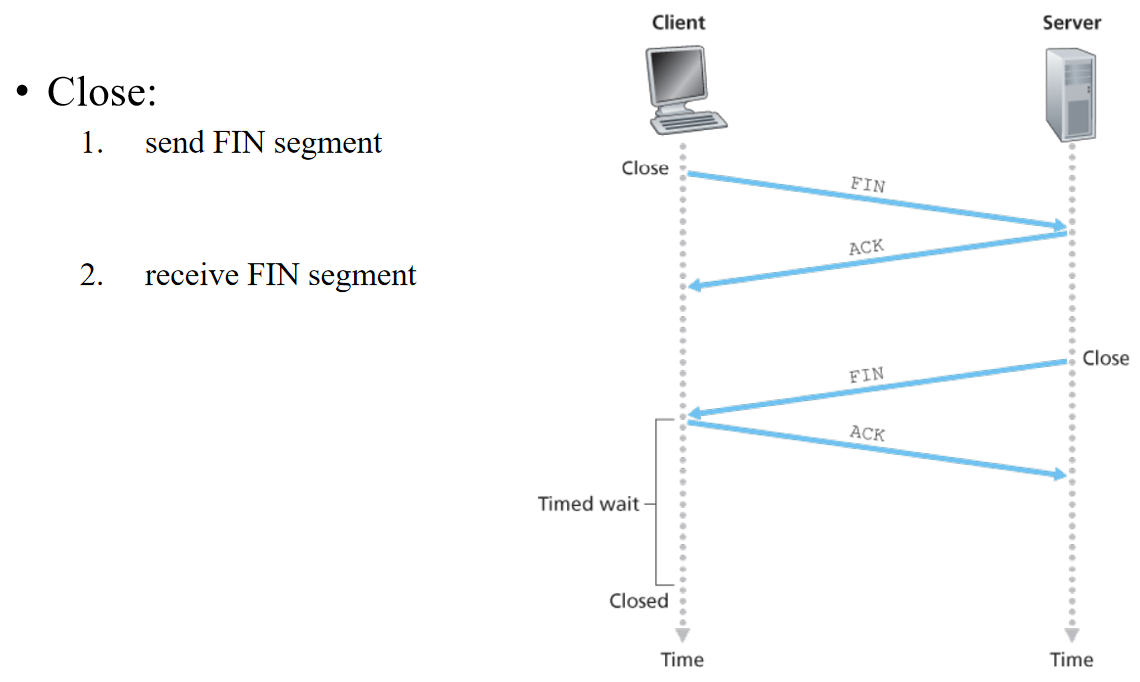 • Close:
1. send FIN segment
2. receive FIN segment
Client
Server
Close
FIN
ACK
Close
FIN
ACK
Timed wait
Closed
Time
Time